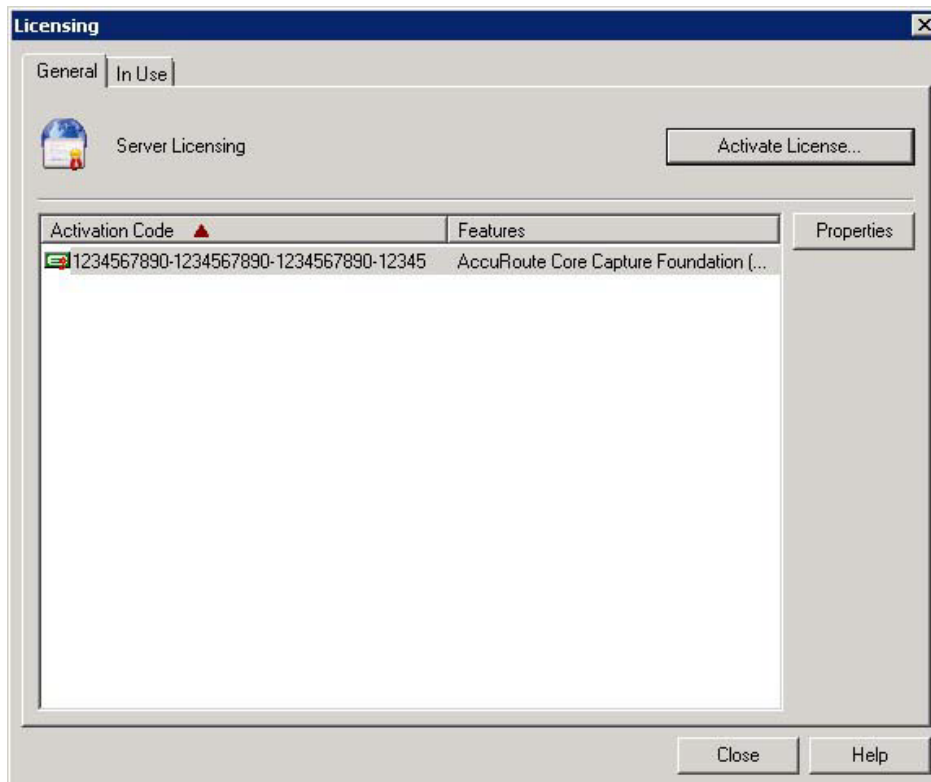 Licensing
General
In Use
Server Licensing
Activate License...
Activation Code
Features
Properties
1234567890-1234567890-1234567890-12345
AccuRoute Core Capture Foundation (...
Close
Help